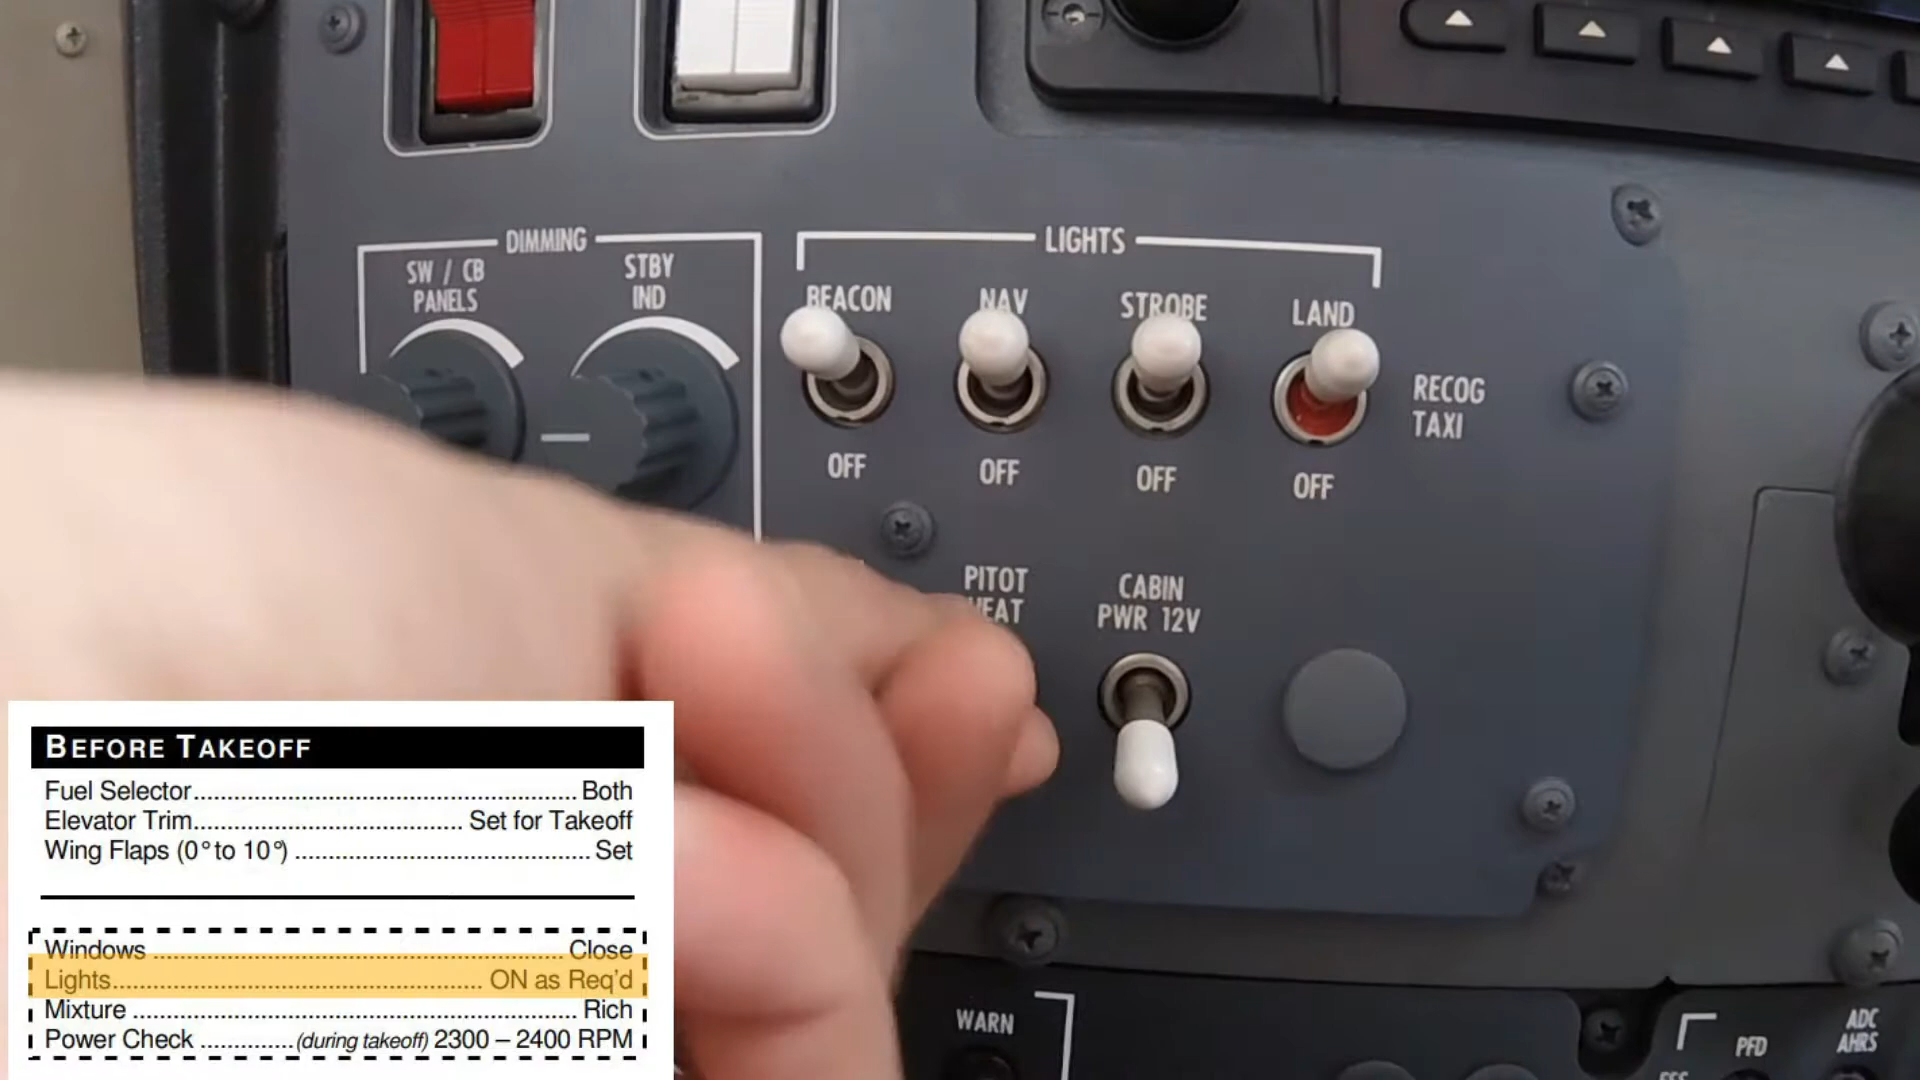 DIMMING
SW / CB
PANELS
STBY
IND
LIGHTS
BEACON
NAV
STROBE
LAND
RECOG
TAXI
OFF
OFF
OFF
OFF
PITOT
HEAT
CABIN
PWR 12V
WARN
PFD
ADC
AHRS
BEFORE TAKEOFF
Fuel Selector.......................................................... Both
Elevator Trim........................................ Set for Takeoff
Wing Flaps (0° to 10°) ............................................ Set
Windows .............................................................. Close
Lights....................................................... ON as Req'd
Mixture .................................................................. Rich
Power Check ..............(during takeoff) 2300 – 2400 RPM